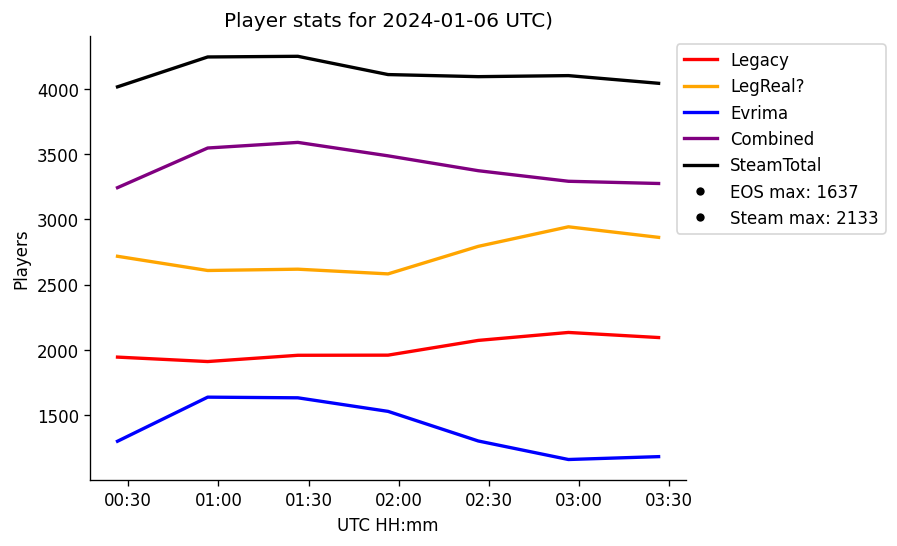 Player stats for 2024-01-06 UTC)
Legacy
LegReal?
Evrima
Combined
SteamTotal
EOS max: 1637
Steam max: 2133
Players
4000
3500
3000
2500
2000
1500
00:30 01:00 01:30 02:00 02:30 03:00 03:30
UTC HH:mm